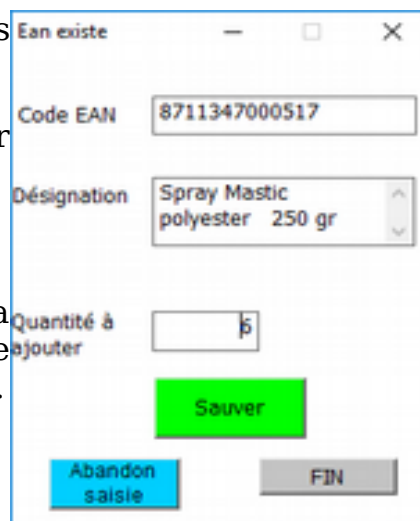 s
Ean existe
Code EAN
8711347000517
r
Désignation
Spray Mastic
polyester 250 gr
a
Quantité à
ajouter
6
e
.
Sauver
Abandon
saisie
FIN